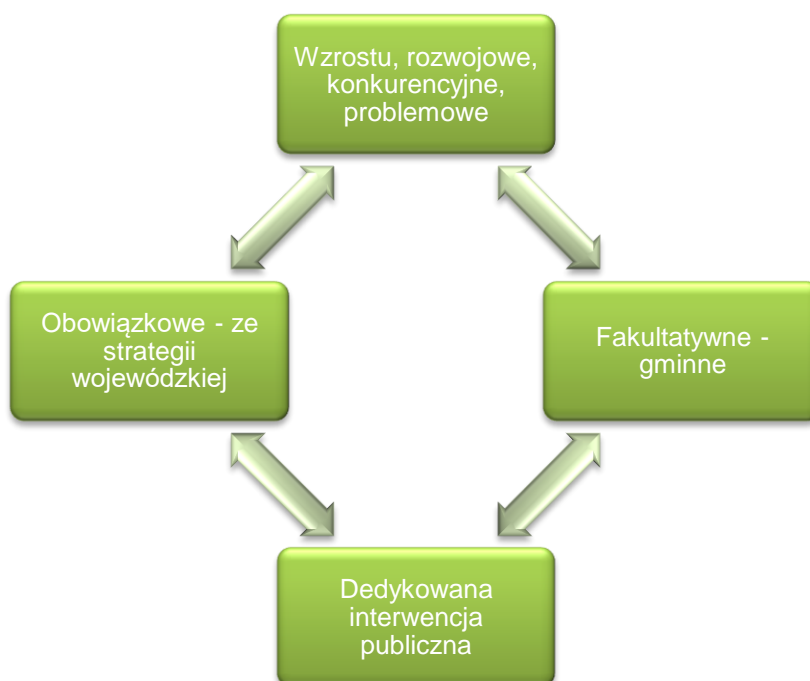 Wzrostu, rozwojowe,
konkurencyjne,
problemowe
Obowiązkowe - ze
strategii
wojewódzkiej
Fakultatywne -
gminne
Dedykowana
interwencja
publiczna